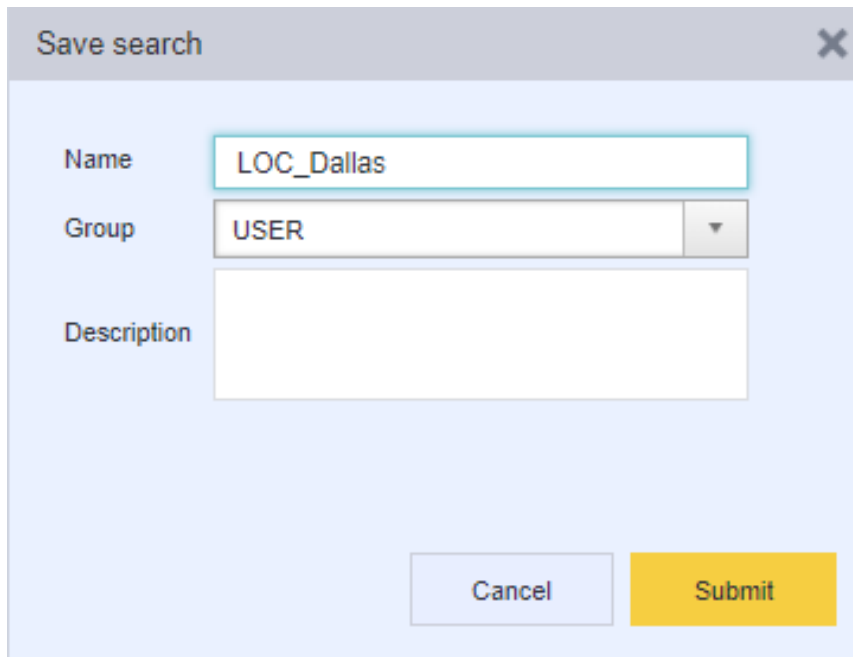 Save search
Name
LOC_Dallas
Group
USER
Description
Cancel
Submit